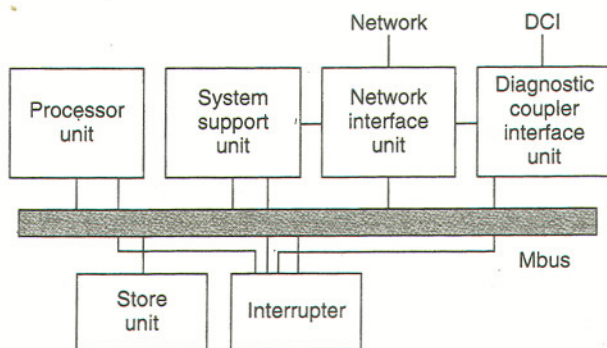 Network
DCI
Processor
unit
System
support
unit
Network
interface
unit
Diagnostic
coupler
interface
unit
Mbus
Store
unit
Interrupter